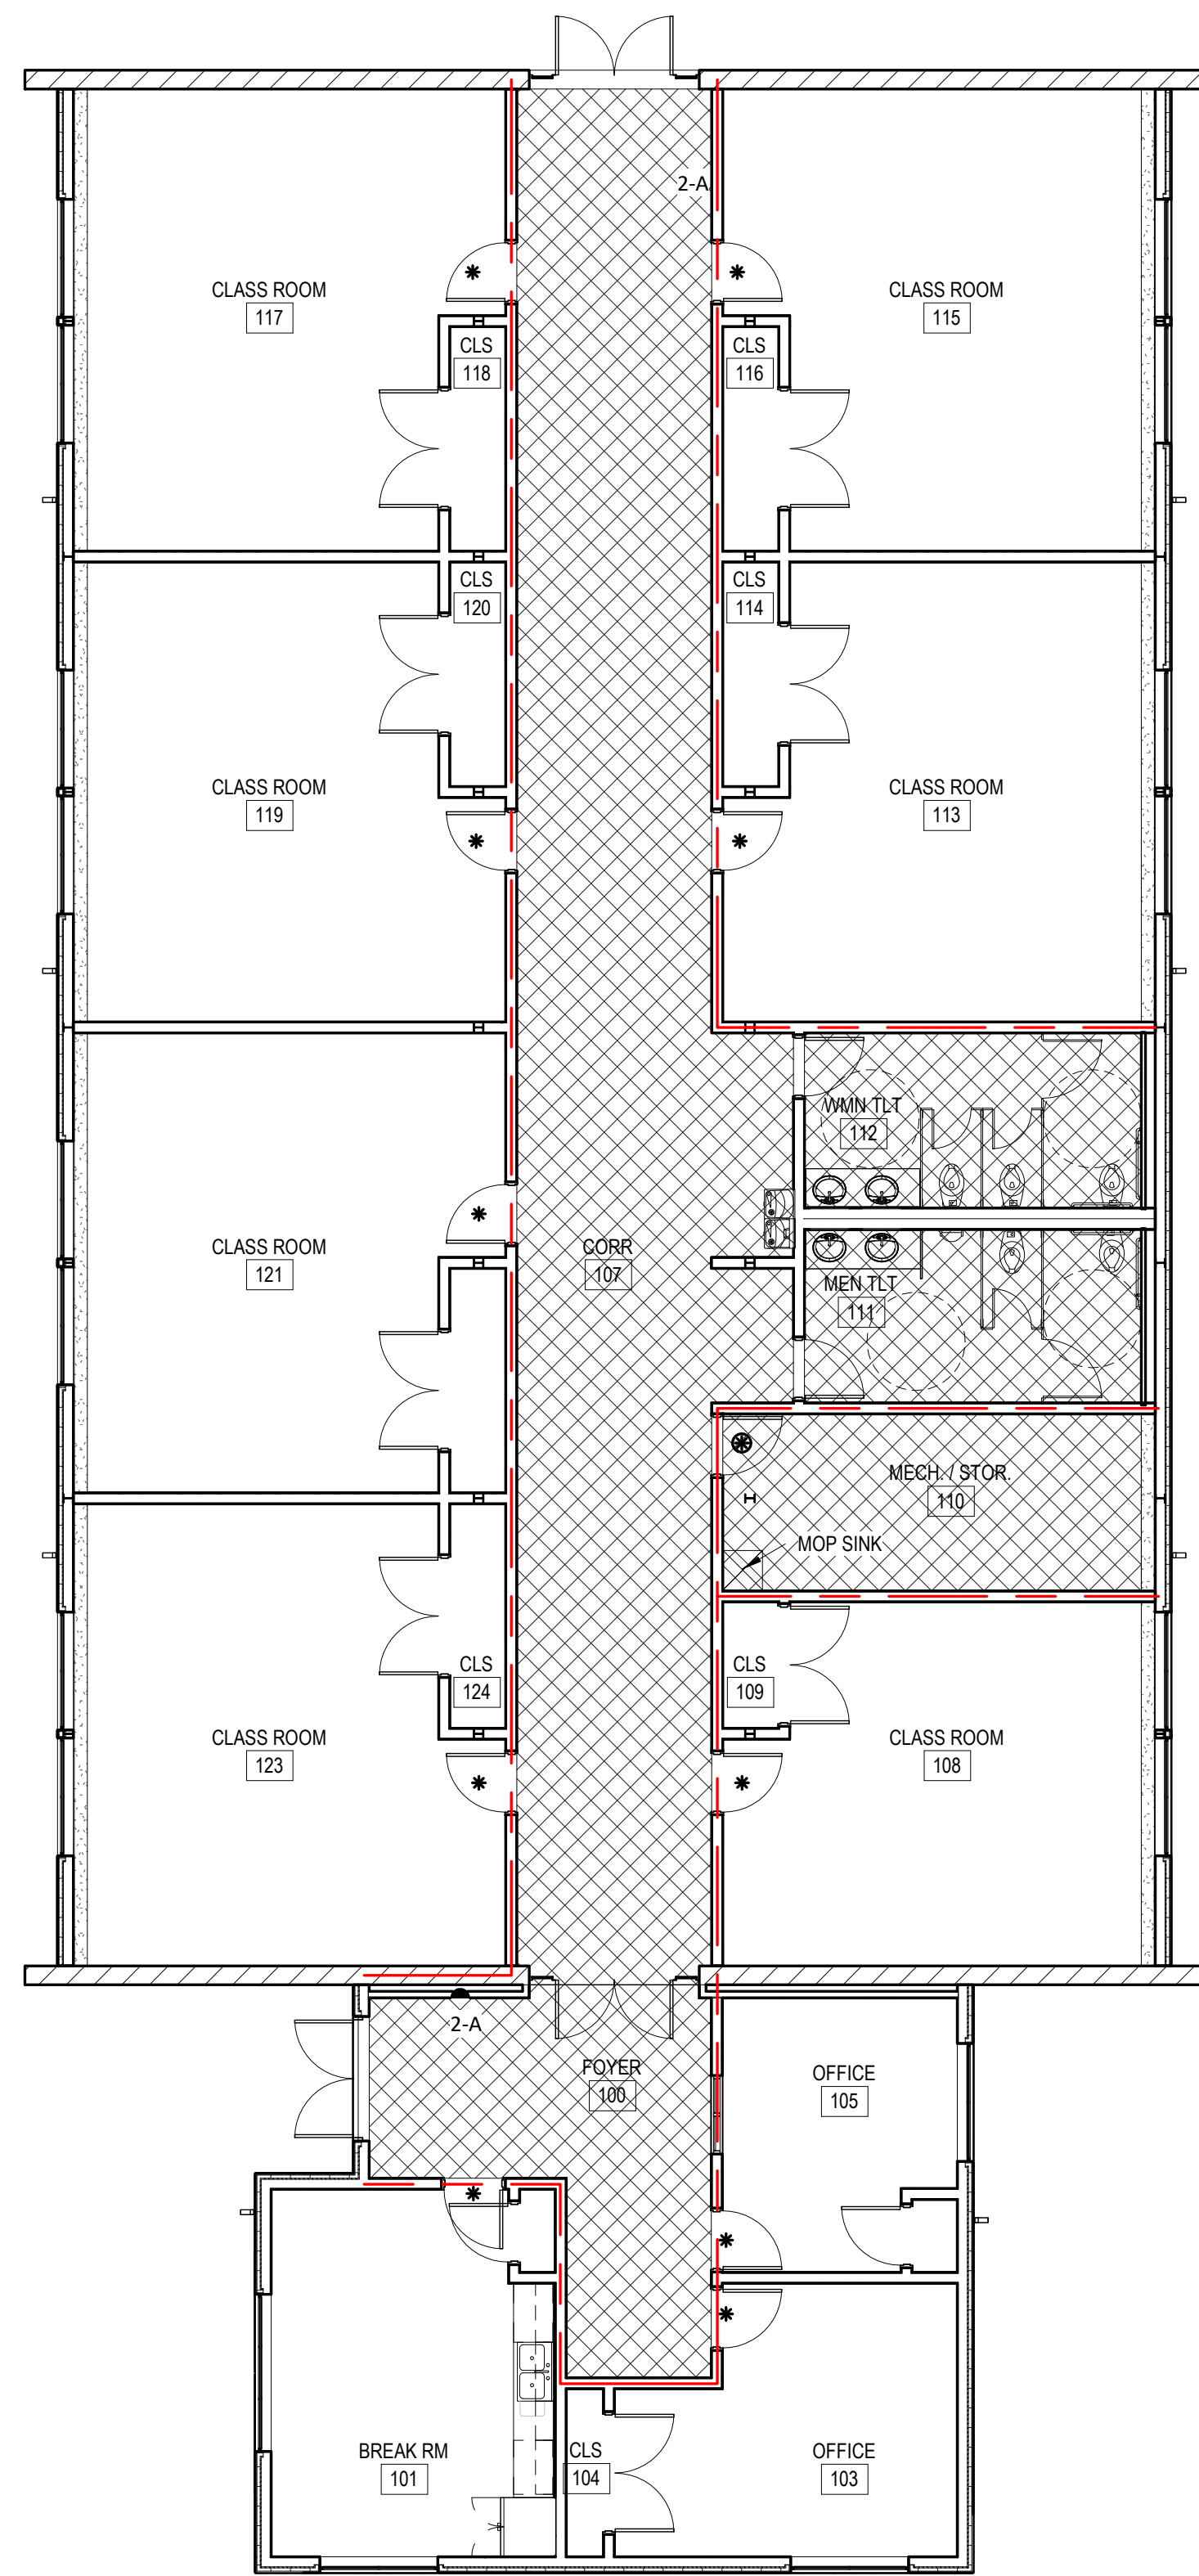 2-A
CLASS ROOM
117
CLASS ROOM
115
CLS
118
CLS
116
CLS
120
CLS
114
CLASS ROOM
119
CLASS ROOM
113
WMN TLT
112
CLASS ROOM
121
CORR
107
MEN TLT
111
MECH. / STOR.
110
MOP SINK
CLS
124
CLS
109
CLASS ROOM
123
CLASS ROOM
108
2-A
FOYER
100
OFFICE
105
BREAK RM
101
CLS
104
OFFICE
103